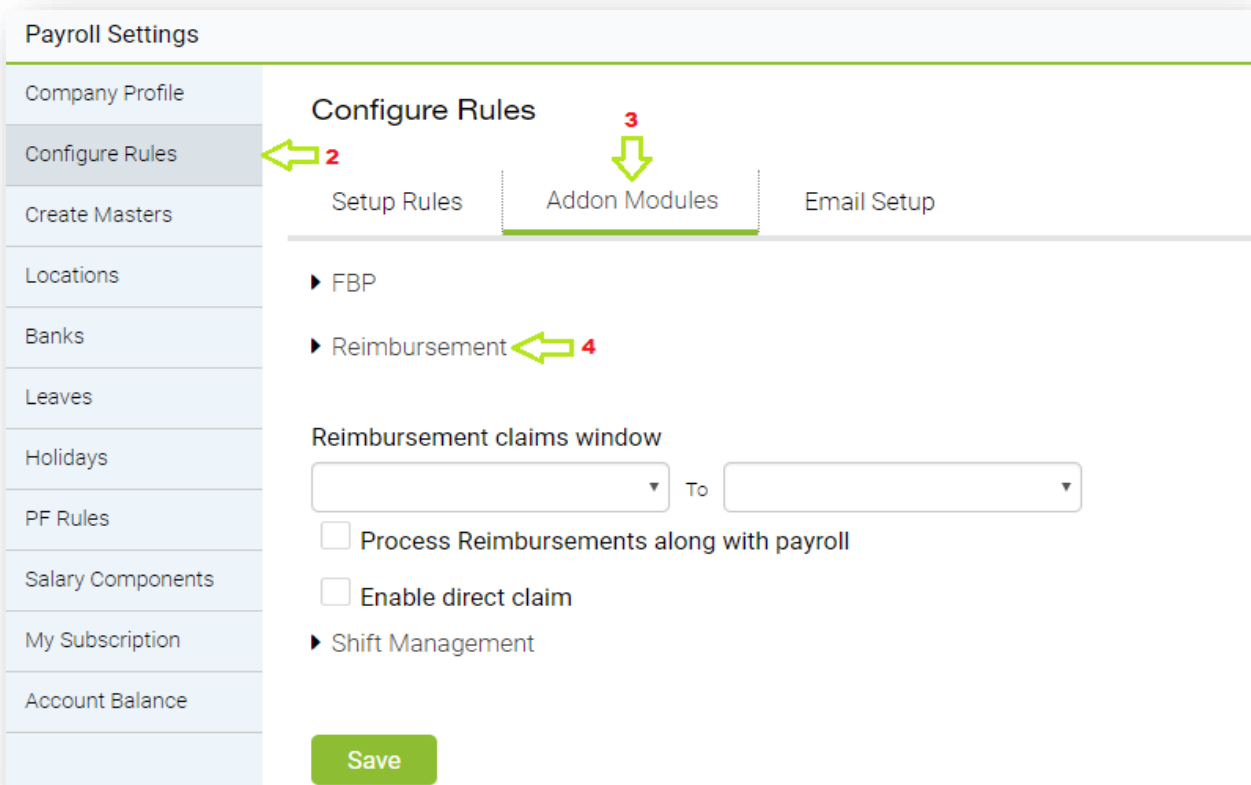 Payroll Settings
Company Profile
Configure Rules
Create Masters
Locations
Banks
Leaves
Holidays
PF Rules
Salary Components
My Subscription
Account Balance
Configure Rules
2
3
Setup Rules
Addon Modules
Email Setup
FBP
Reimbursement
4
Reimbursement claims window
To
Process Reimbursements along with payroll
Enable direct claim
Shift Management
Save